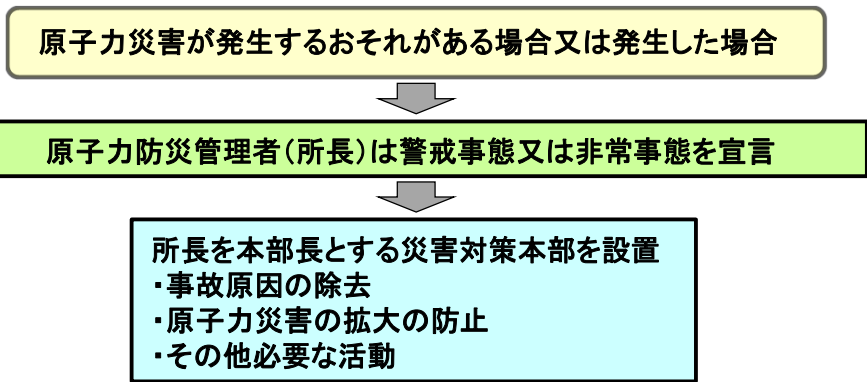 原子力災害が発生するおそれがある場合又は発生した場合
原子力防災管理者（所長）は警戒事態又は非常事態を宣言
所長を本部長とする災害対策本部を設置
・事故原因の除去
・原子力災害の拡大の防止
・その他必要な活動